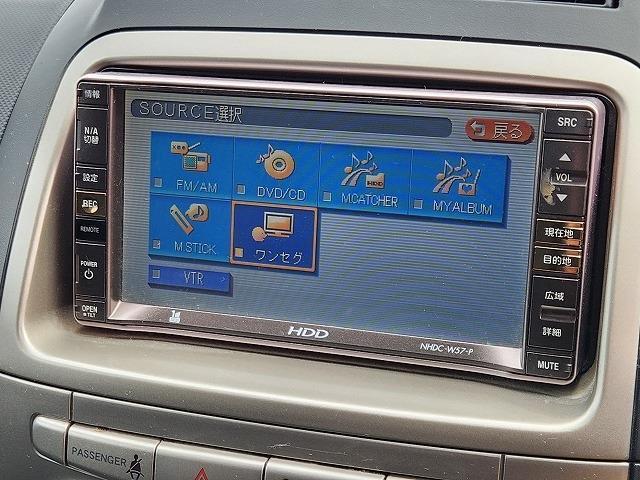 SOURCE選択
戻る
FM/AM
DVD/CD
M.CATCHER
MY.ALBUM
M.STICK
ワンセグ
VTR
情報
N/A
切替
設定
REC
REMOTE
POWER
OPEN
TILT
SRC
VOL
現在地
目的地
広域
詳細
MUTE
HDD
NHDC-W57-P
PASSENGER